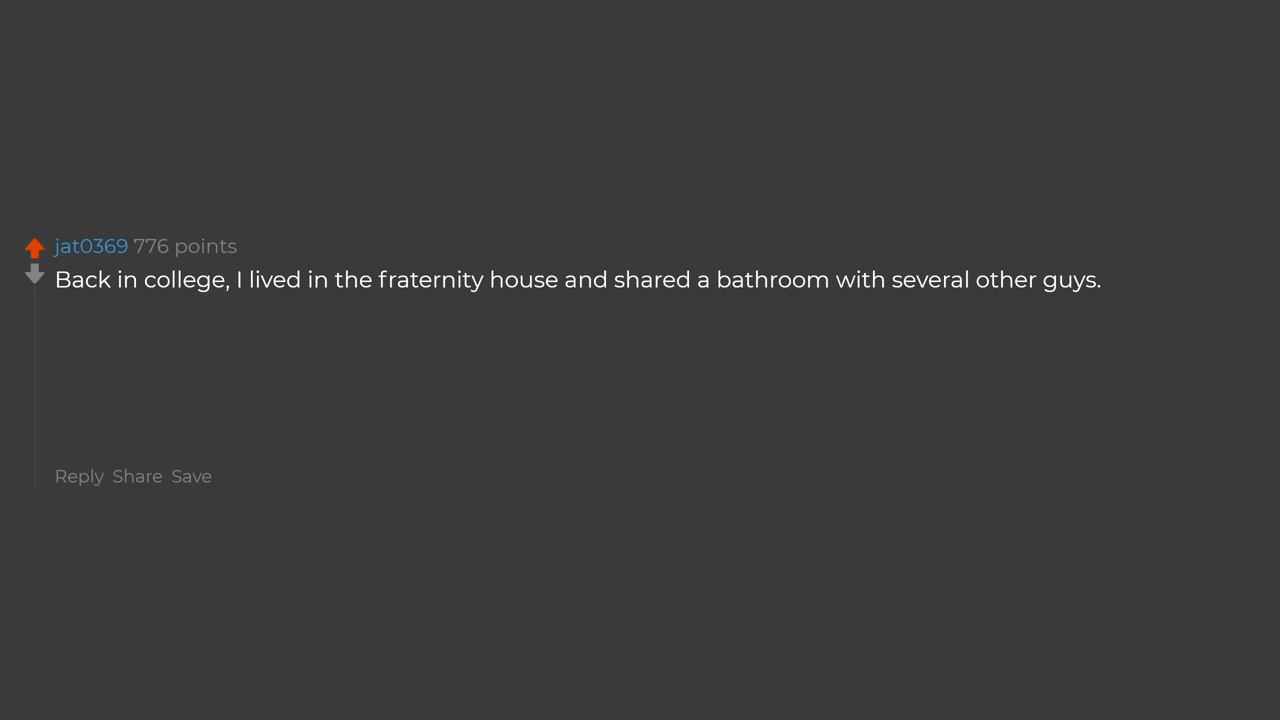 jat0369 776 points
Back in college, I lived in the fraternity house and shared a bathroom with several other guys.
Reply Share Save